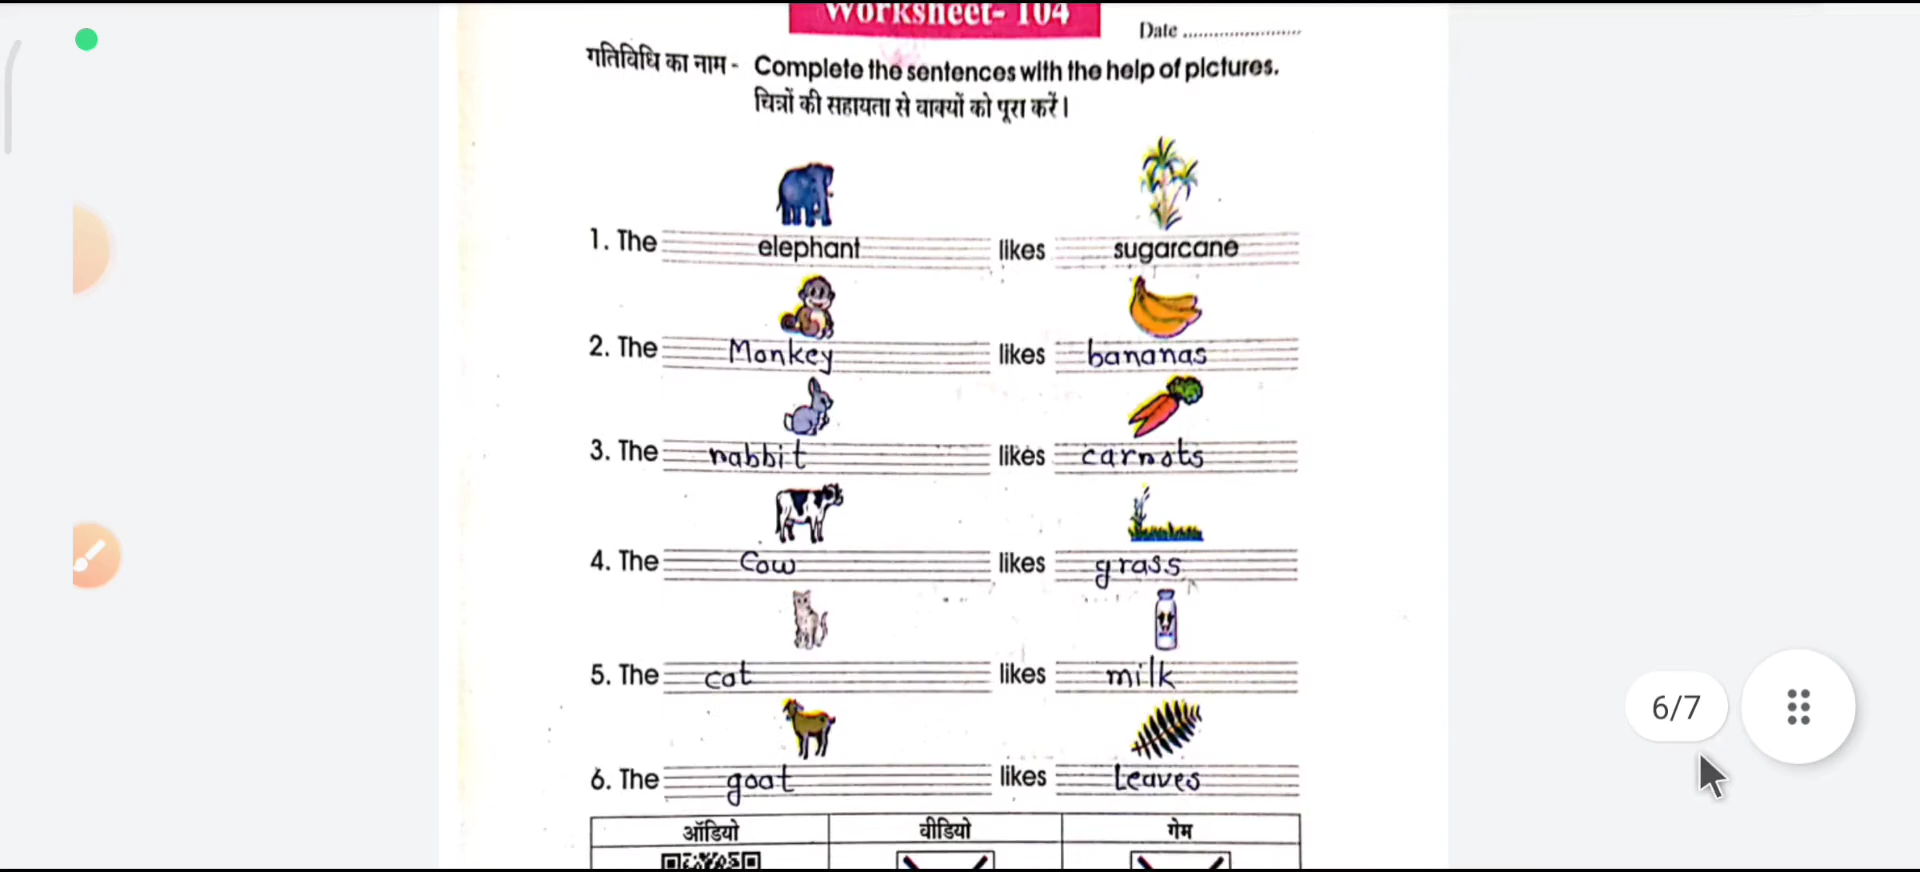 Worksheet- 104
Date ........................
गतिविधि का नाम - Complete the sentences with the help of pictures.
चित्रों की सहायता से वाक्यों को पूरा करें।
1. The elephant likes sugarcane
2. The Monkey likes bananas
3. The rabbit likes carrots
4. The Cow likes grass
5. The cat likes milk
6. The goat likes Leaves
ऑडियो वीडियो गेम
6/7